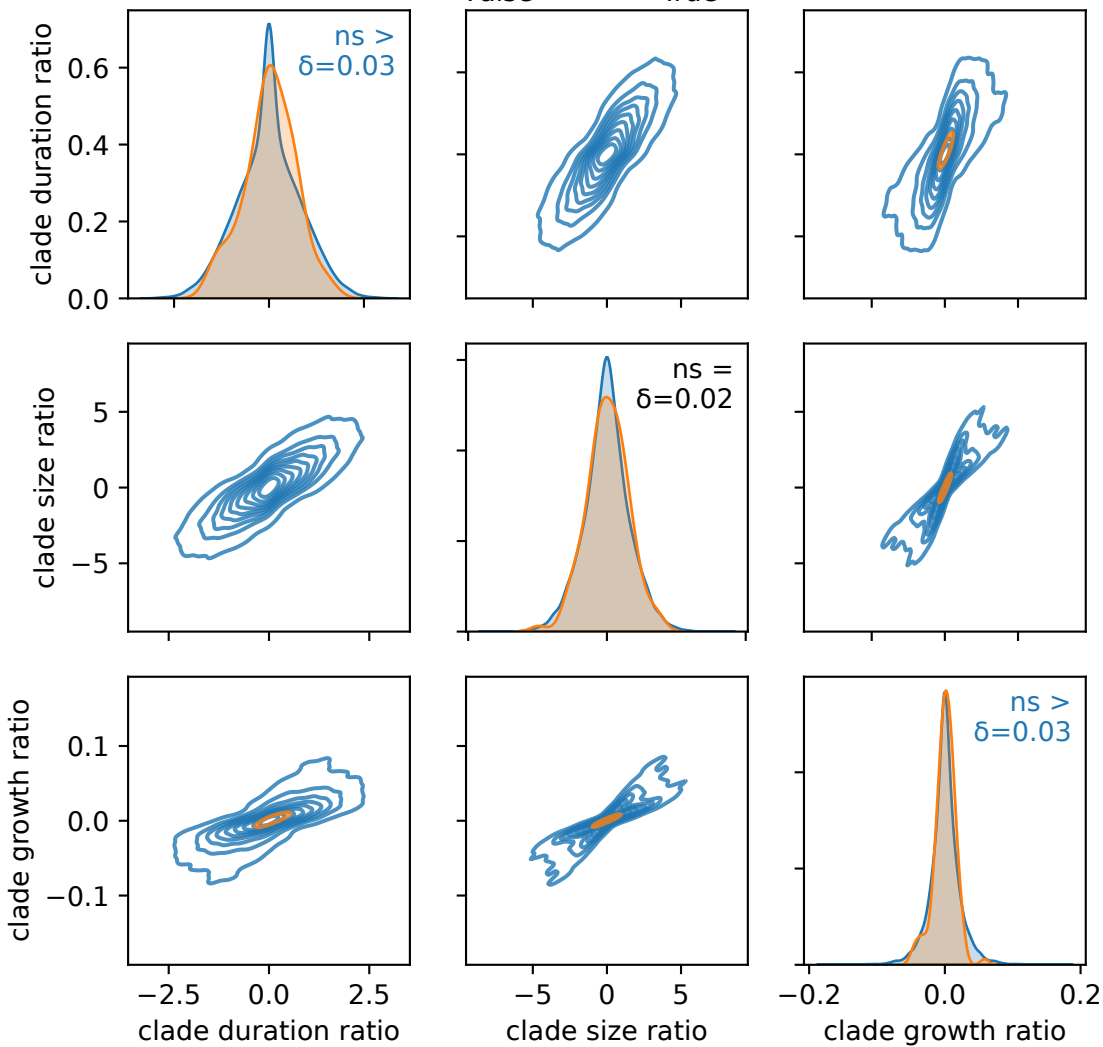 True
clade duration ratio
0.6
0.4
0.2
0.0
ns >
δ=0.03
clade size ratio
5
0
−5
ns =
δ=0.02
clade growth ratio
0.1
0.0
−0.1
ns >
δ=0.03
−2.5 0.0 2.5
−5 0 5
−0.2 0.0 0.2
clade duration ratio
clade size ratio
clade growth ratio